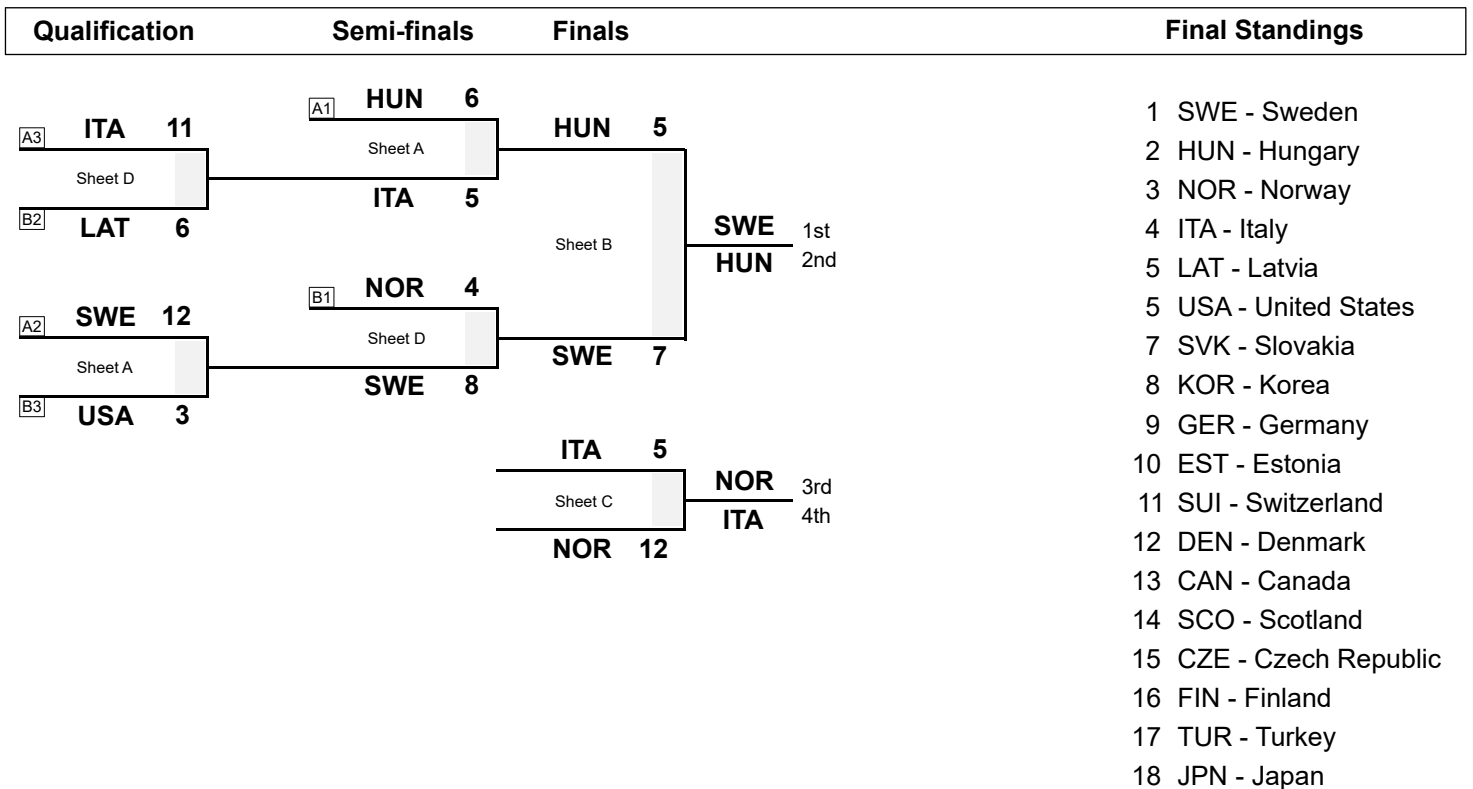 Qualification Semi-finals Finals Final Standings
A3 ITA 11
Sheet D
B2 LAT 6
A2 SWE 12
Sheet A
B3 USA 3
A1 HUN 6
Sheet A
ITA 5
B1 NOR 4
Sheet D
SWE 8
HUN 5
Sheet B
SWE 7
ITA 5
Sheet C
NOR 12
SWE 1st
HUN 2nd
NOR 3rd
ITA 4th
1 SWE - Sweden
2 HUN - Hungary
3 NOR - Norway
4 ITA - Italy
5 LAT - Latvia
5 USA - United States
7 SVK - Slovakia
8 KOR - Korea
9 GER - Germany
10 EST - Estonia
11 SUI - Switzerland
12 DEN - Denmark
13 CAN - Canada
14 SCO - Scotland
15 CZE - Czech Republic
16 FIN - Finland
17 TUR - Turkey
18 JPN - Japan